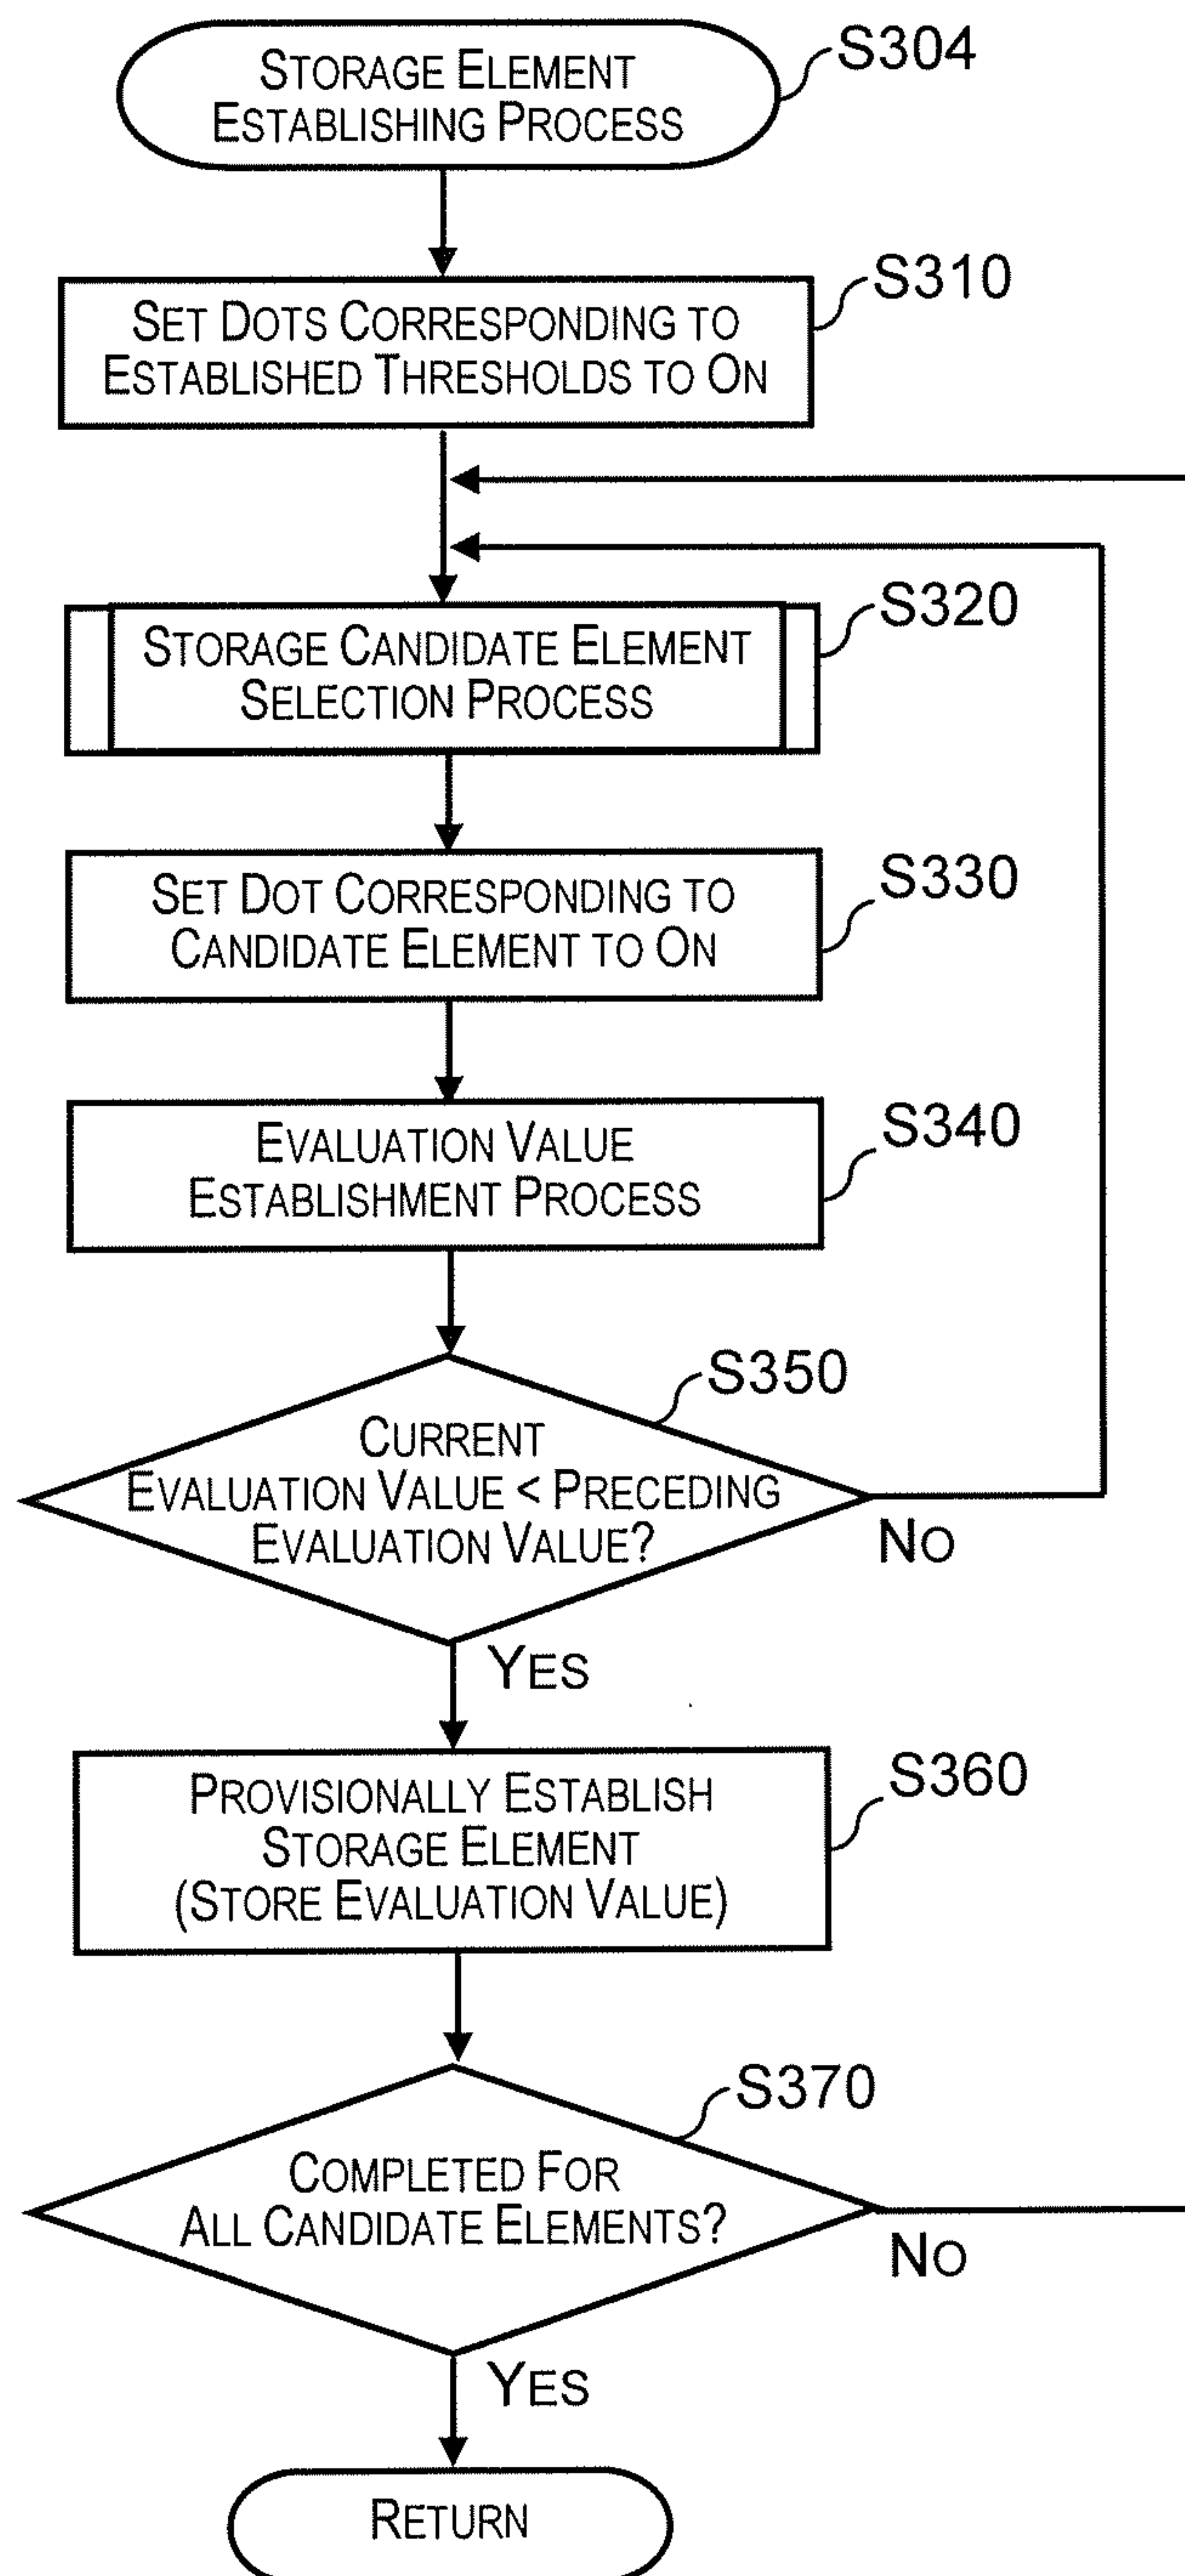 STORAGE ELEMENT
ESTABLISHING PROCESS
S304
SET DOTS CORRESPONDING TO
ESTABLISHED THRESHOLDS TO ON
S310
STORAGE CANDIDATE ELEMENT
SELECTION PROCESS
S320
SET DOT CORRESPONDING TO
CANDIDATE ELEMENT TO ON
S330
EVALUATION VALUE
ESTABLISHMENT PROCESS
S340
CURRENT
EVALUATION VALUE < PRECEDING
EVALUATION VALUE?
S350
NO
YES
PROVISIONALLY ESTABLISH
STORAGE ELEMENT
(STORE EVALUATION VALUE)
S360
COMPLETED FOR
ALL CANDIDATE ELEMENTS?
S370
NO
YES
RETURN